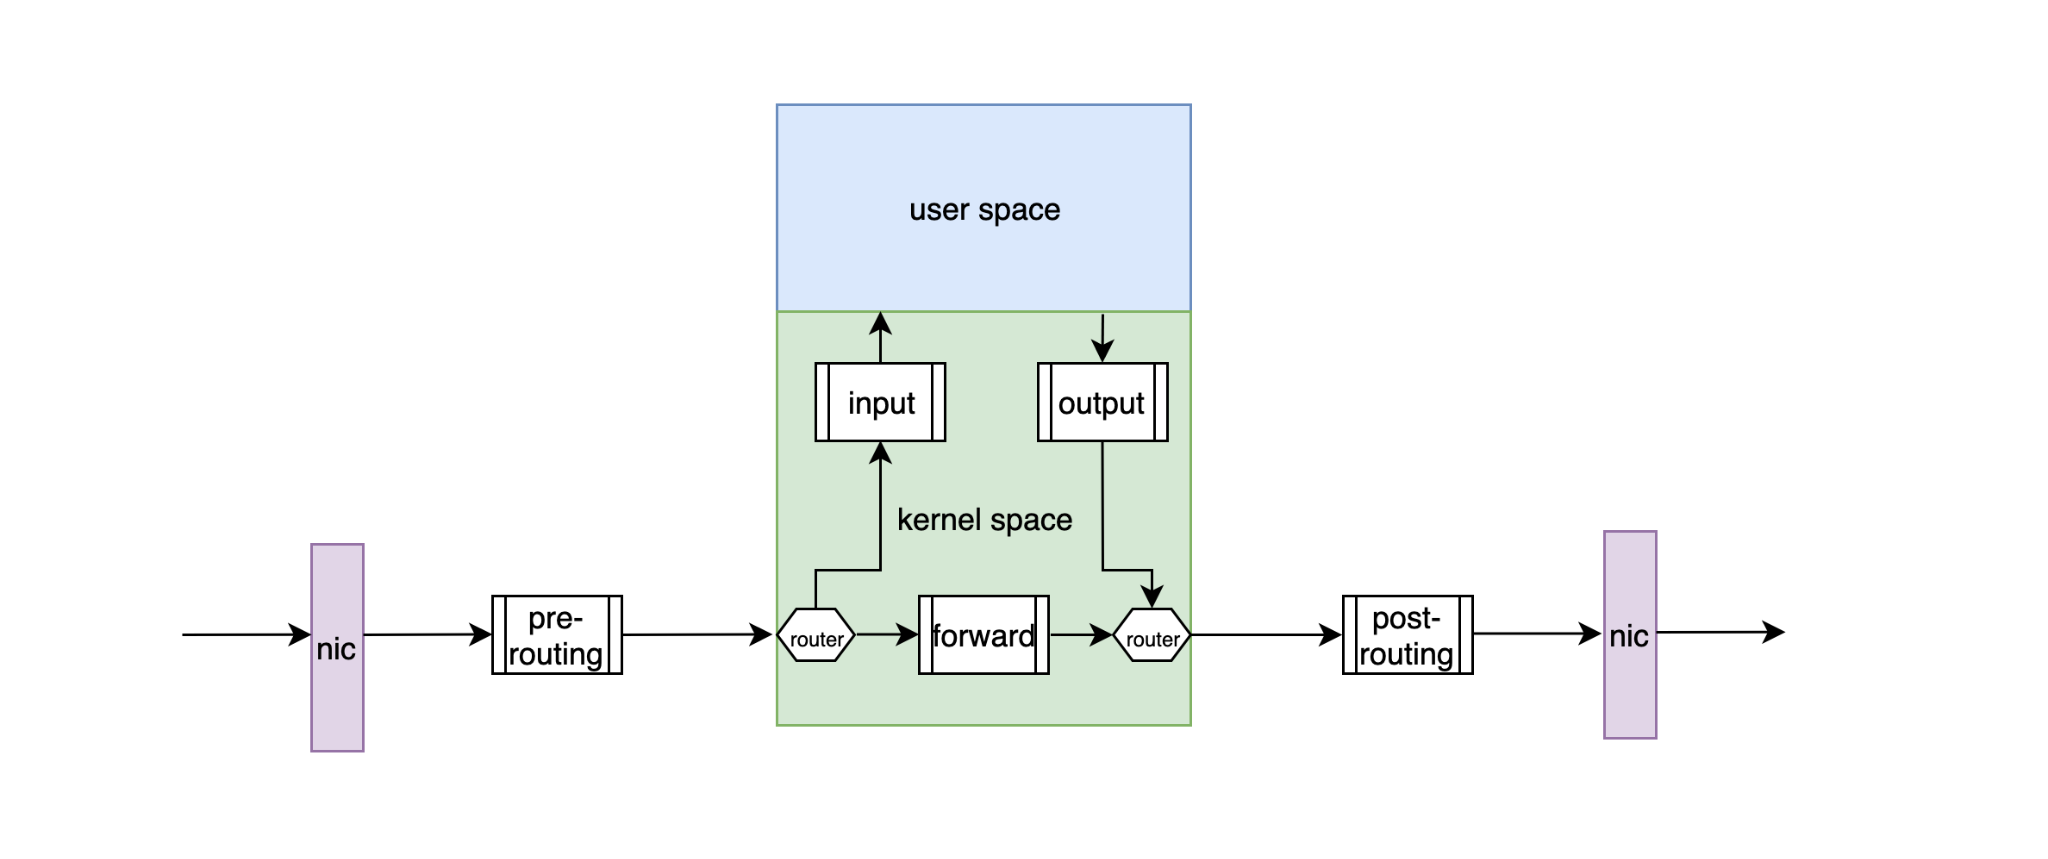 user space
input
output
kernel space
nic
pre-
routing
router
forward
router
post-
routing
nic